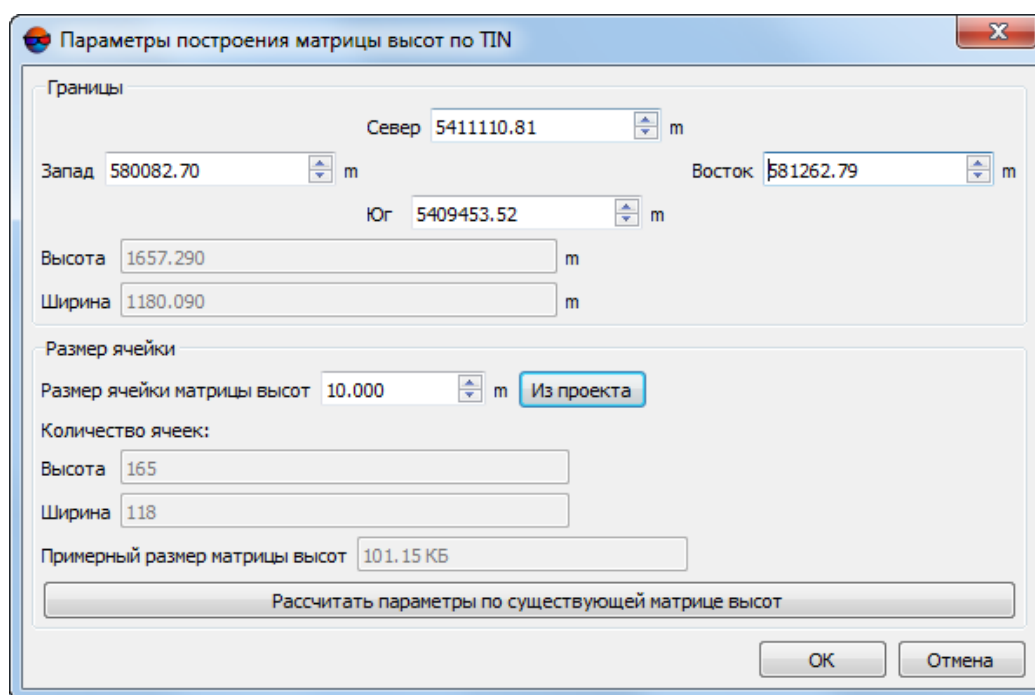 Параметры построения матрицы высот по TIN
Границы
Север 5411110.81 m
Запад 580082.70 m Восток 581262.79 m
Юг 5409453.52 m
Высота 1657.290 m
Ширина 1180.090 m
Размер ячейки
Размер ячейки матрицы высот 10.000 m Из проекта
Количество ячеек:
Высота 165
Ширина 118
Примерный размер матрицы высот 101.15 КБ
Рассчитать параметры по существующей матрице высот
ОК Отмена